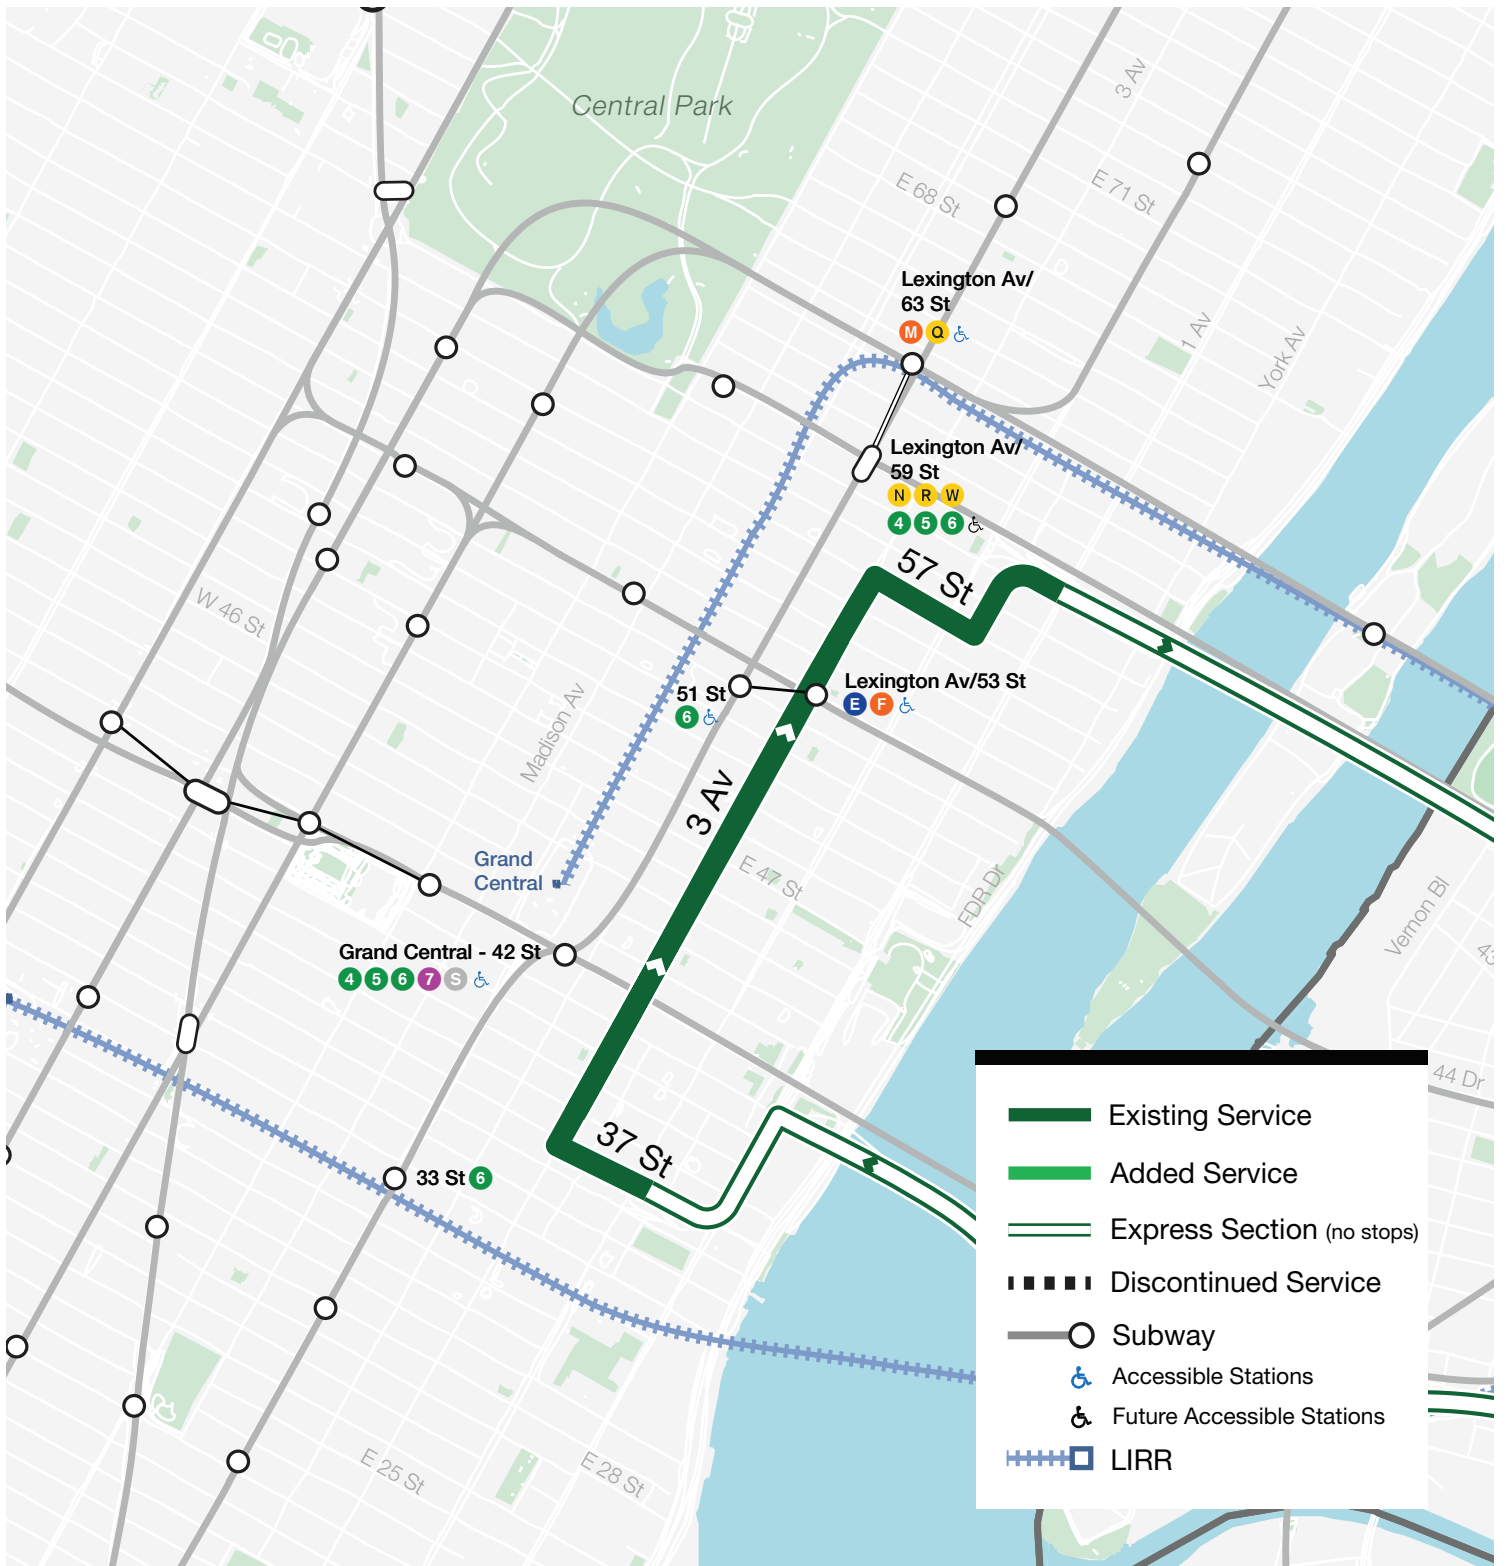 Central Park
3 Av
E 68 St
E 71 St
Lexington Av/
63 St
M Q
1 Av
York Av
Lexington Av/
59 St
N R W
4 5 6
57 St
W 46 St
Madison Av
51 St
6
Lexington Av/53 St
E F
3 Av
Grand
Central
E 47 St
FDR Dr
Vernon Bl
43
Grand Central - 42 St
4 5 6 7 S
44 Dr
37 St
33 St 6
E 25 St
E 28 St
Existing Service
Added Service
Express Section (no stops)
Discontinued Service
Subway
Accessible Stations
Future Accessible Stations
LIRR